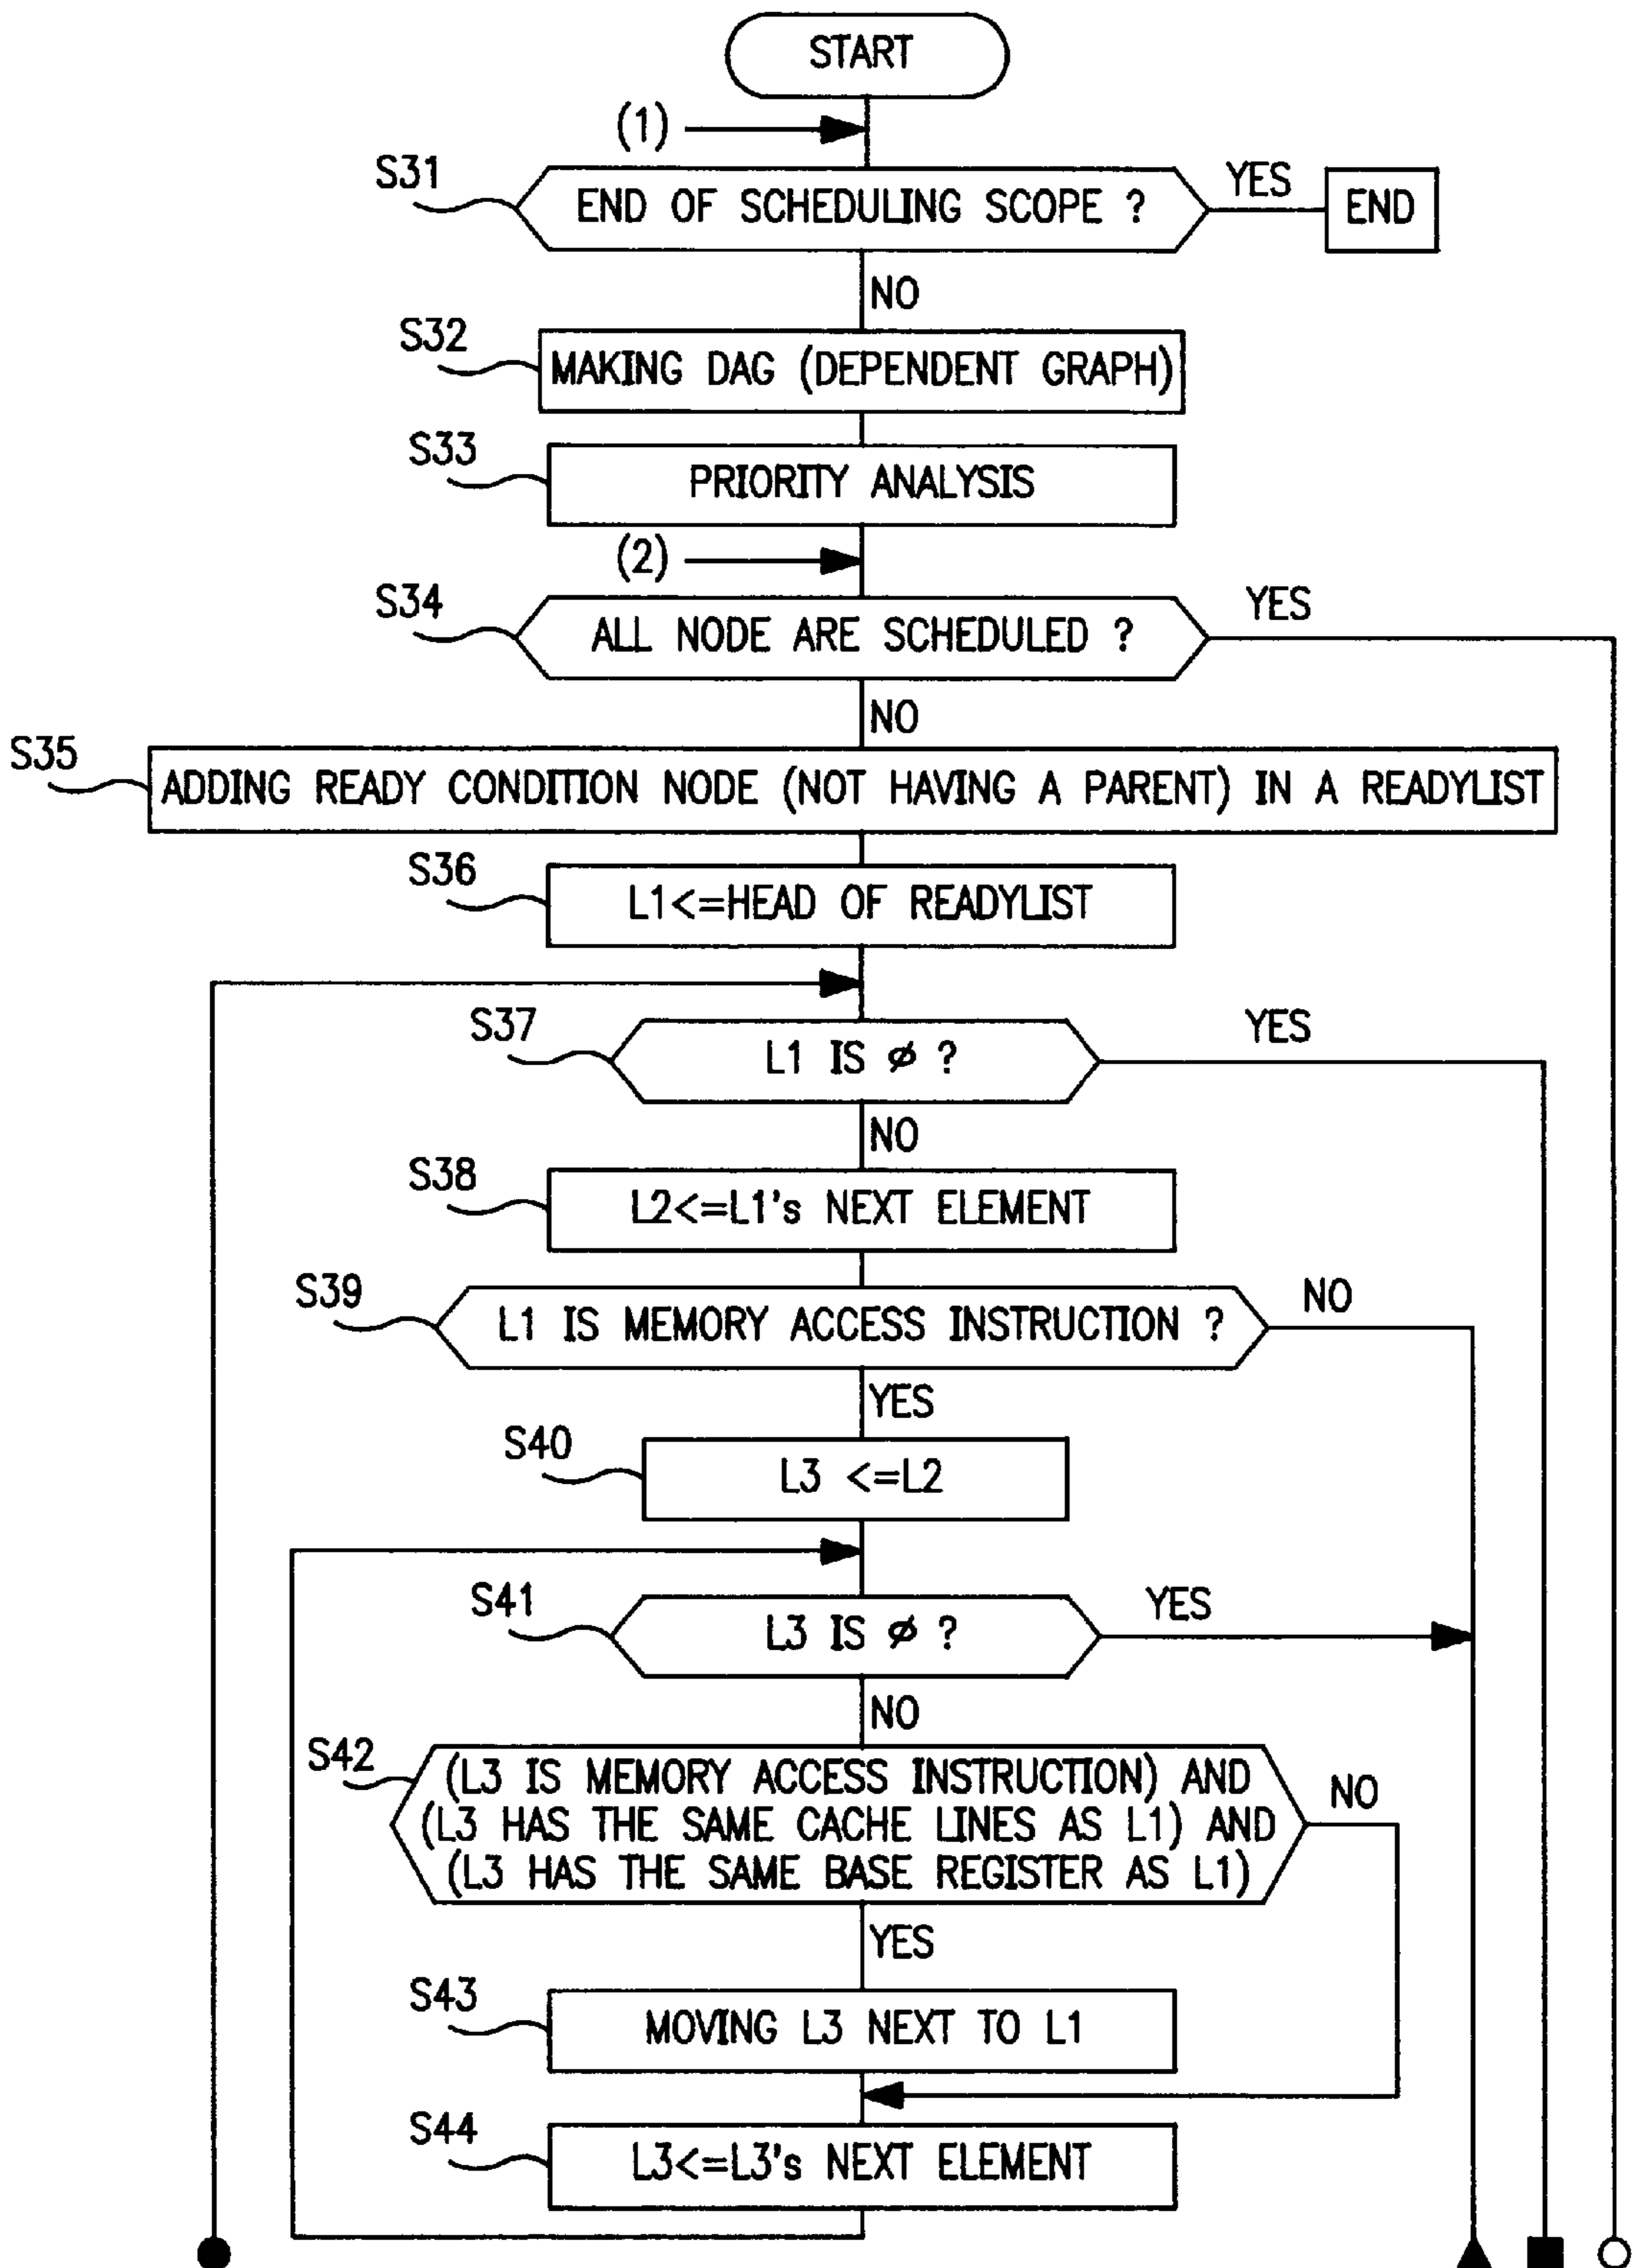 START
(1)
S31
END OF SCHEDULING SCOPE ?
YES
END
NO
S32
MAKING DAG (DEPENDENT GRAPH)
S33
PRIORITY ANALYSIS
(2)
S34
ALL NODE ARE SCHEDULED ?
YES
NO
S35
ADDING READY CONDITION NODE (NOT HAVING A PARENT) IN A READYLIST
S36
L1<=HEAD OF READYLIST
S37
L1 IS ø ?
YES
NO
S38
L2<=L1's NEXT ELEMENT
S39
L1 IS MEMORY ACCESS INSTRUCTION ?
NO
YES
S40
L3 <=L2
S41
L3 IS ø ?
YES
NO
S42
(L3 IS MEMORY ACCESS INSTRUCTION) AND
(L3 HAS THE SAME CACHE LINES AS L1) AND
(L3 HAS THE SAME BASE REGISTER AS L1)
NO
YES
S43
MOVING L3 NEXT TO L1
S44
L3<=L3's NEXT ELEMENT